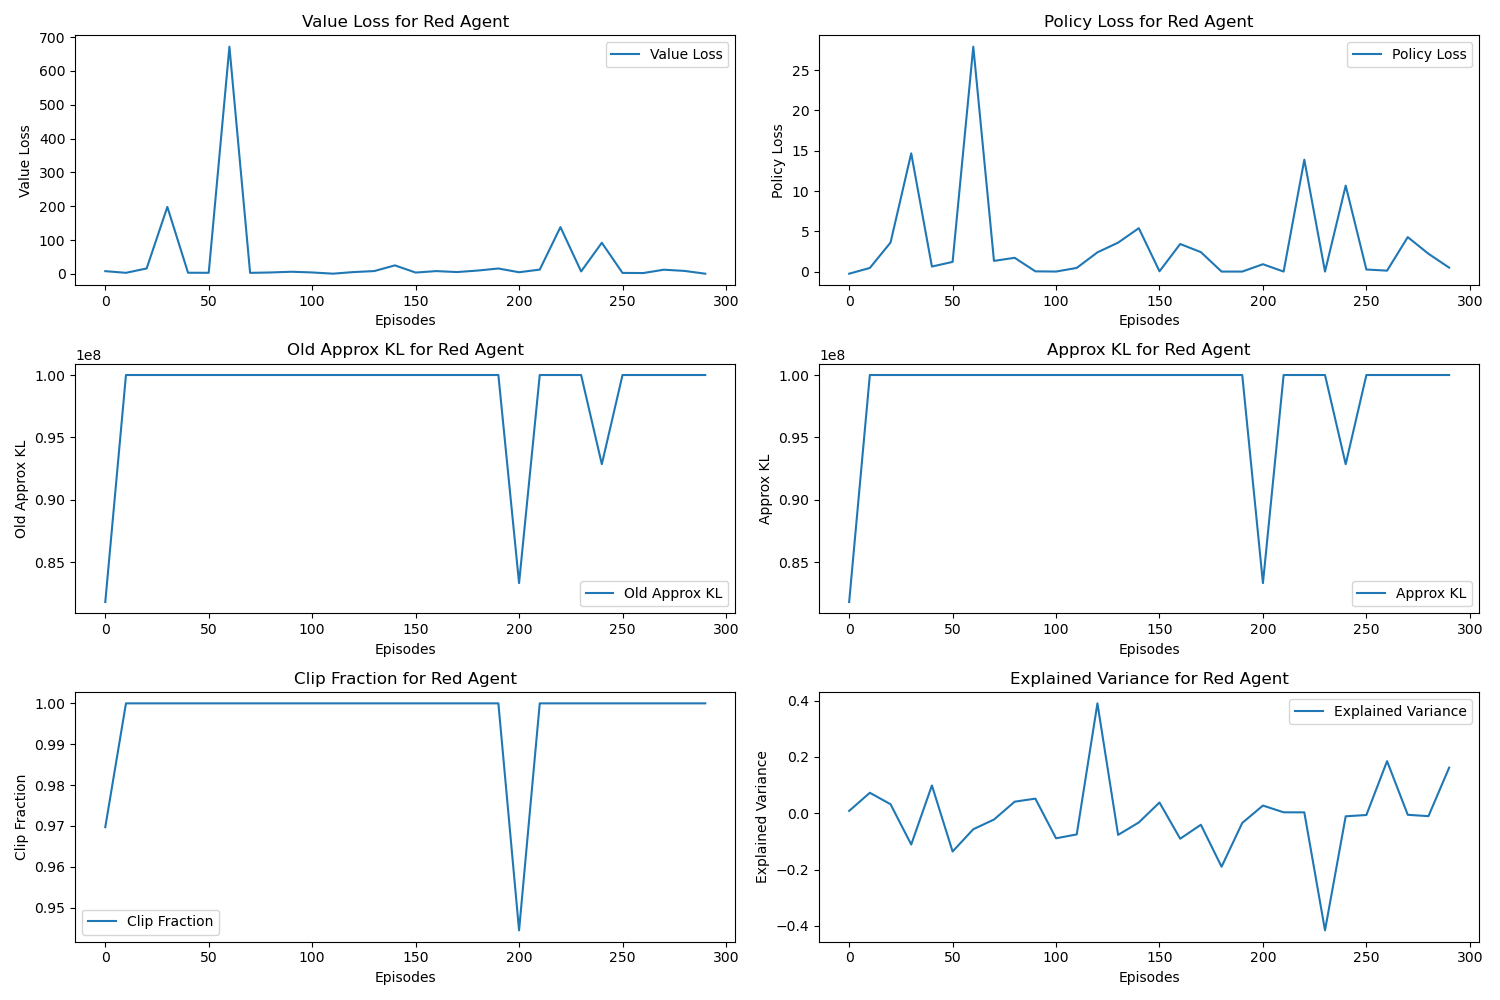 Value Loss for Red Agent
Value Loss
700
600
500
400
300
200
100
0
Value Loss
0 50 100 150 200 250 300
Episodes
Policy Loss for Red Agent
Policy Loss
25
20
15
10
5
0
Policy Loss
0 50 100 150 200 250 300
Episodes
Old Approx KL for Red Agent
1e8
1.00
0.95
0.90
0.85
Old Approx KL
Old Approx KL
0 50 100 150 200 250 300
Episodes
Approx KL for Red Agent
1e8
1.00
0.95
0.90
0.85
Approx KL
Approx KL
0 50 100 150 200 250 300
Episodes
Clip Fraction for Red Agent
1.00
0.99
0.98
0.97
0.96
0.95
Clip Fraction
Clip Fraction
0 50 100 150 200 250 300
Episodes
Explained Variance for Red Agent
Explained Variance
0.4
0.2
0.0
−0.2
−0.4
Explained Variance
0 50 100 150 200 250 300
Episodes